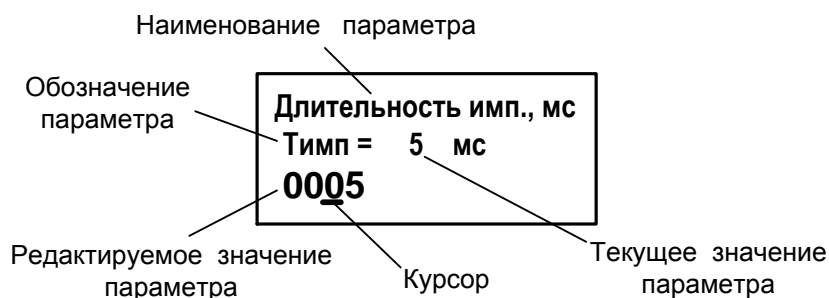 Наименование параметра
Обозначение
параметра
Длительность имп., мс
Тимп = 5 мс
0005
Редактируемое значение
параметра
Курсор
Текущее значение
параметра